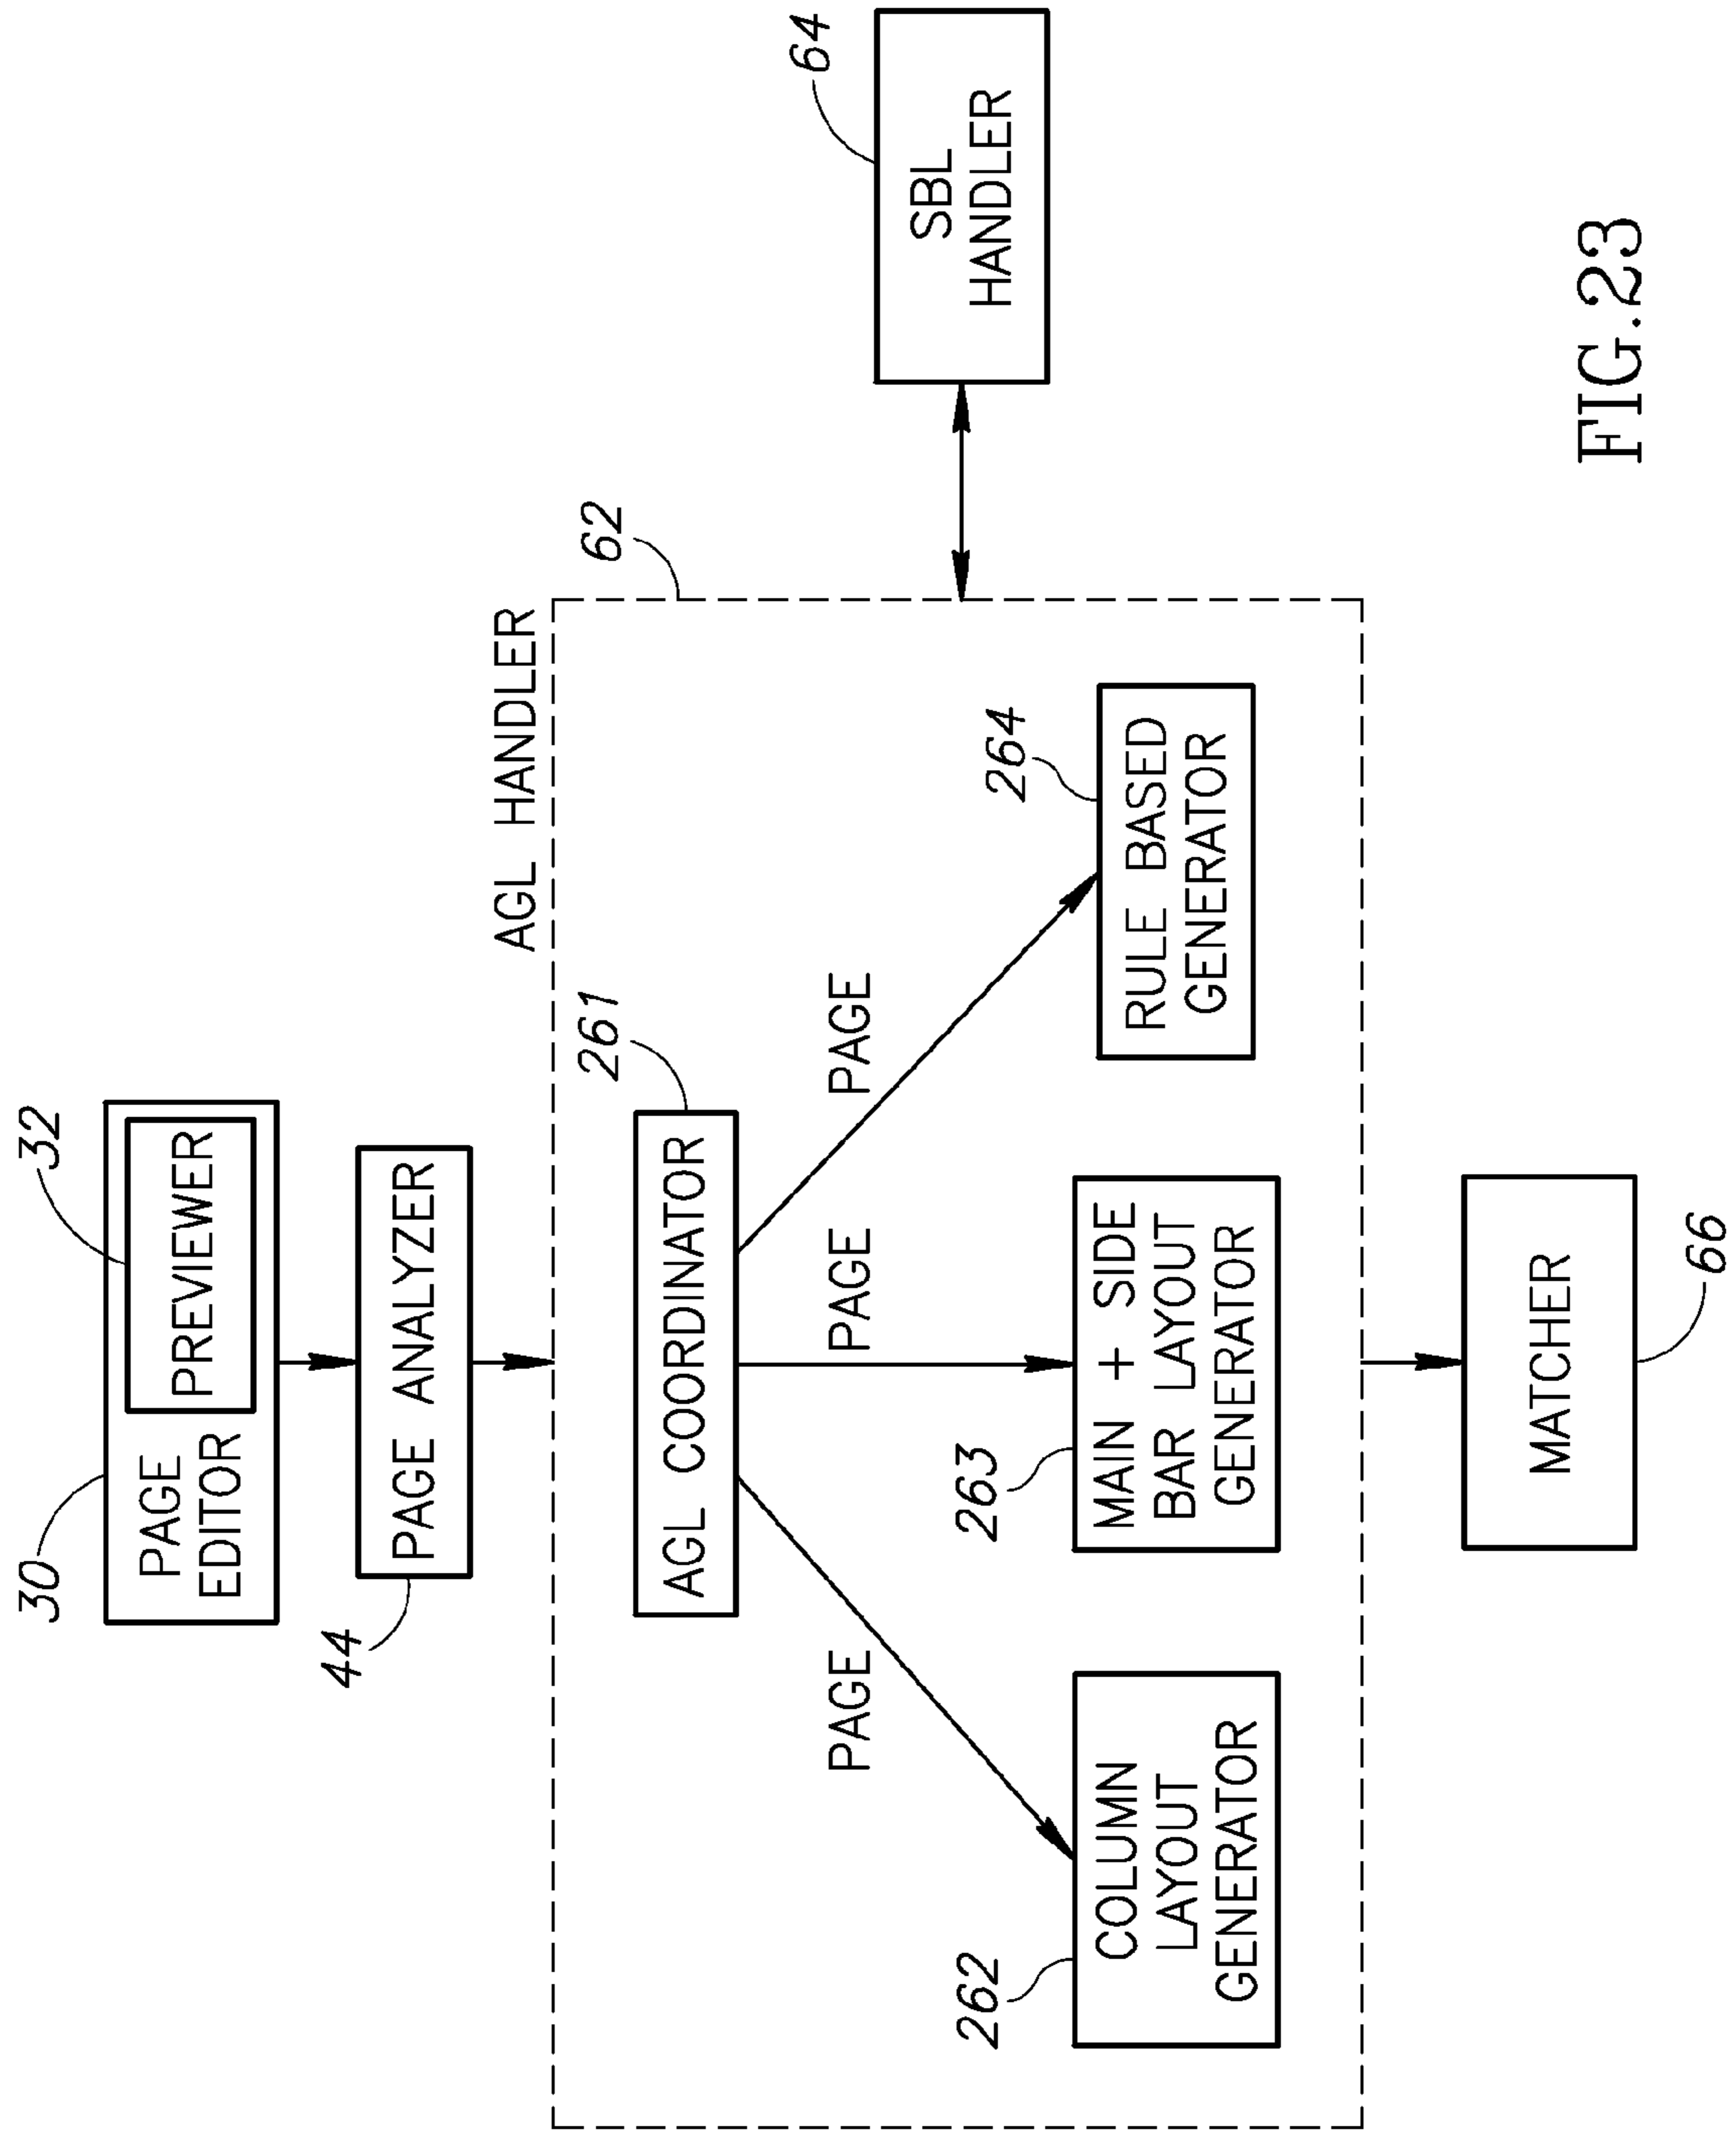 30
32
PAGE
EDITOR
PREVIEWER
44
PAGE ANALYZER
AGL HANDLER
62
261
AGL COORDINATOR
PAGE
PAGE
PAGE
262
COLUMN
LAYOUT
GENERATOR
263
MAIN + SIDE
BAR LAYOUT
GENERATOR
264
RULE BASED
GENERATOR
64
SBL
HANDLER
MATCHER
66
FIG.23